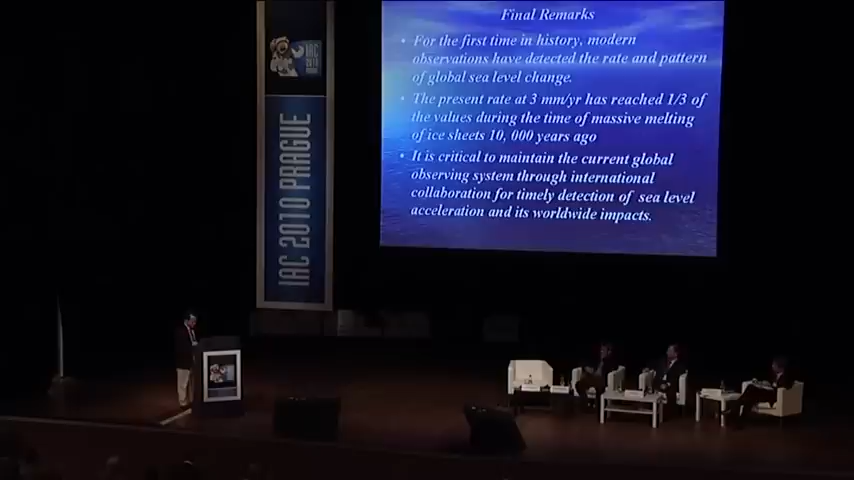 Final Remarks
• For the first time in history, modern
observations have detected the rate and pattern
of global sea level change.
• The present rate at 3 mm/yr has reached 1/3 of
the values during the time of massive melting
of ice sheets 10, 000 years ago
• It is critical to maintain the current global
observing system through international
collaboration for timely detection of sea level
acceleration and its worldwide impacts.
IAC 2010 PRAGUE
IAC
2010